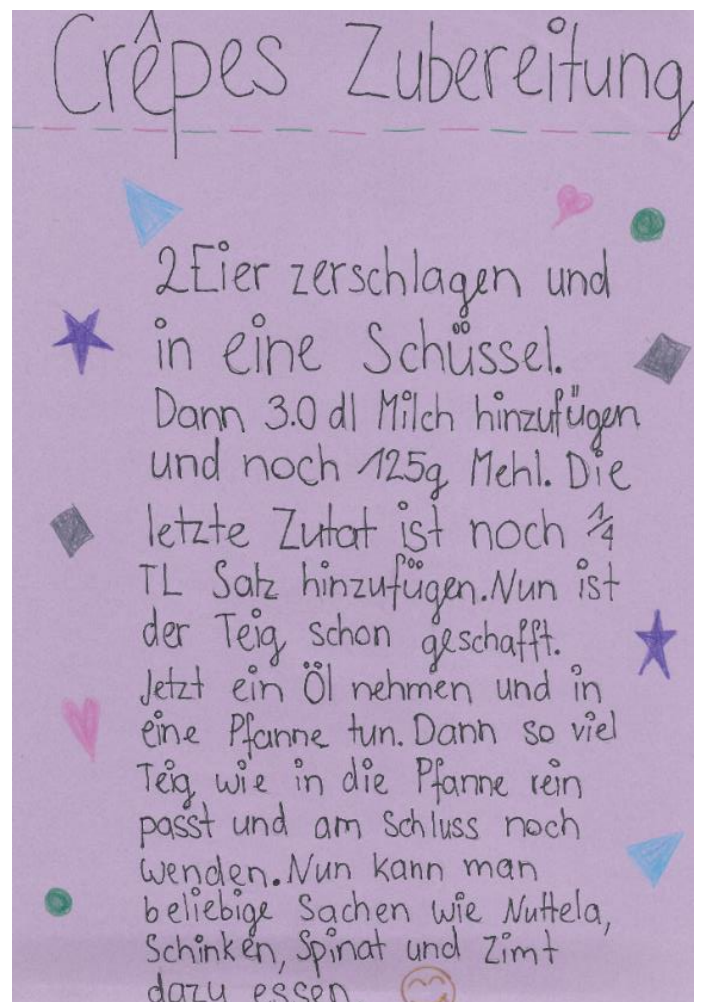 Crêpes Zubereitung
2 Eier zerschlagen und
in eine Schüssel.
Dann 3.0 dl Milch hinzufügen
und noch 125g Mehl. Die
letzte Zutat ist noch 1/4
TL Salz hinzufügen. Nun ist
der Teig schon geschafft.
Jetzt ein Öl nehmen und in
eine Pfanne tun. Dann so viel
Teig wie in die Pfanne rein
passt und am Schluss noch
wenden. Nun kann man
beliebige Sachen wie Nuttela,
Schinken, Spinat und Zimt
dazu essen